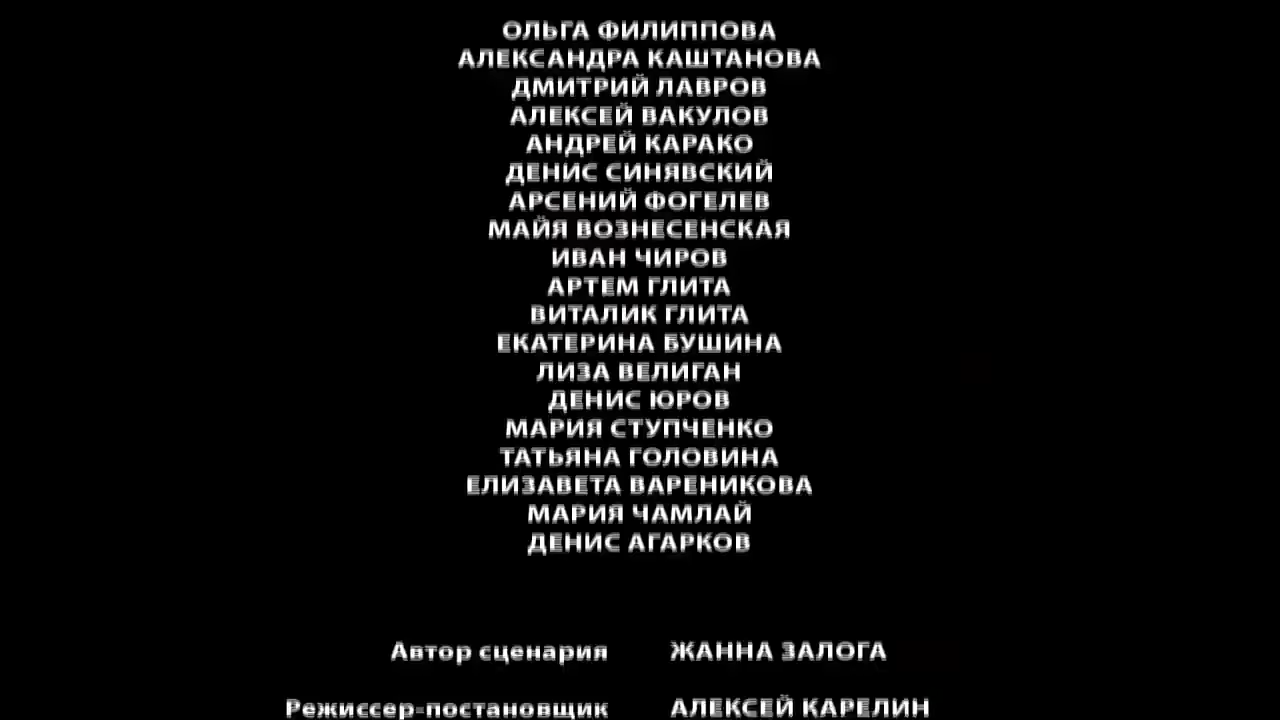 ОЛЬГА ФИЛИППОВА
АЛЕКСАНДРА КАШТАНОВА
ДМИТРИЙ ЛАВРОВ
АЛЕКСЕЙ ВАКУЛОВ
АНДРЕЙ КАРАКО
ДЕНИС СИНЯВСКИЙ
АРСЕНИЙ ФОГЕЛЕВ
МАЙЯ ВОЗНЕСЕНСКАЯ
ИВАН ЧИРОВ
АРТЕМ ГЛИТА
ВИТАЛИК ГЛИТА
ЕКАТЕРИНА БУШИНА
ЛИЗА ВЕЛИГАН
ДЕНИС ЮРОВ
МАРИЯ СТУПЧЕНКО
ТАТЬЯНА ГОЛОВИНА
ЕЛИЗАВЕТА ВАРЕНИКОВА
МАРИЯ ЧАМЛАЙ
ДЕНИС АГАРКОВ
Автор сценария ЖАННА ЗАЛОГА
Режиссер-постановщик АЛЕКСЕЙ КАРЕЛИН